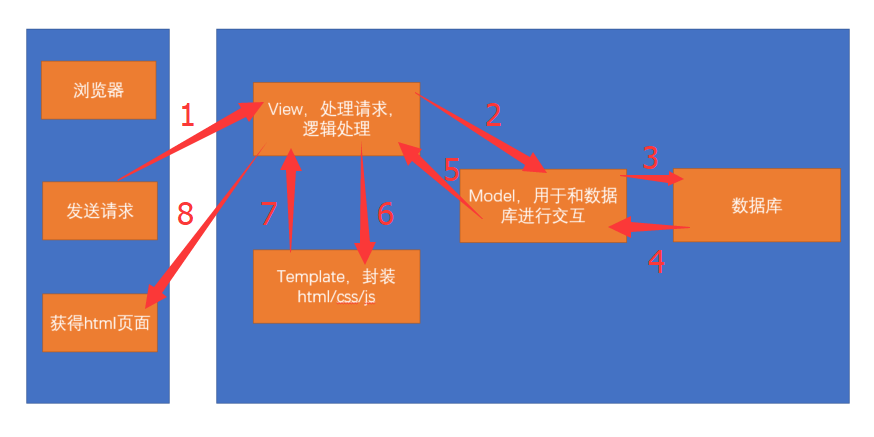 浏览器
发送请求
获得html页面
1
8
View，处理请求，
逻辑处理
2
5
7
6
Template，封装
html/css/js
Model，用于和数据
库进行交互
3
4
数据库